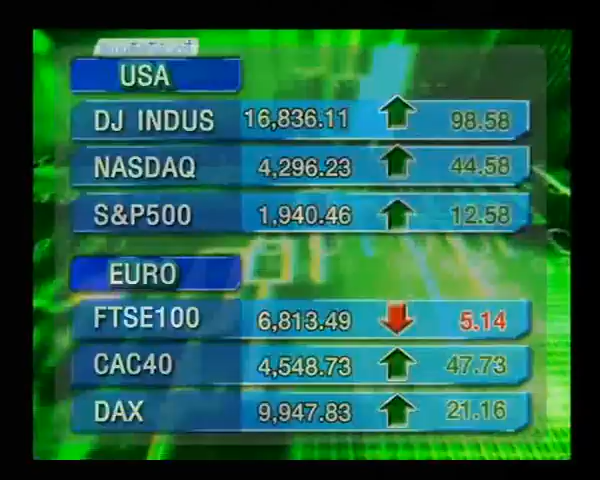 USA
DJ INDUS 16,836.11 98.58
NASDAQ 4,296.23 44.58
S&P500 1,940.46 12.58
EURO
FTSE100 6,813.49 5.14
CAC40 4,548.73 47.73
DAX 9,947.83 21.16